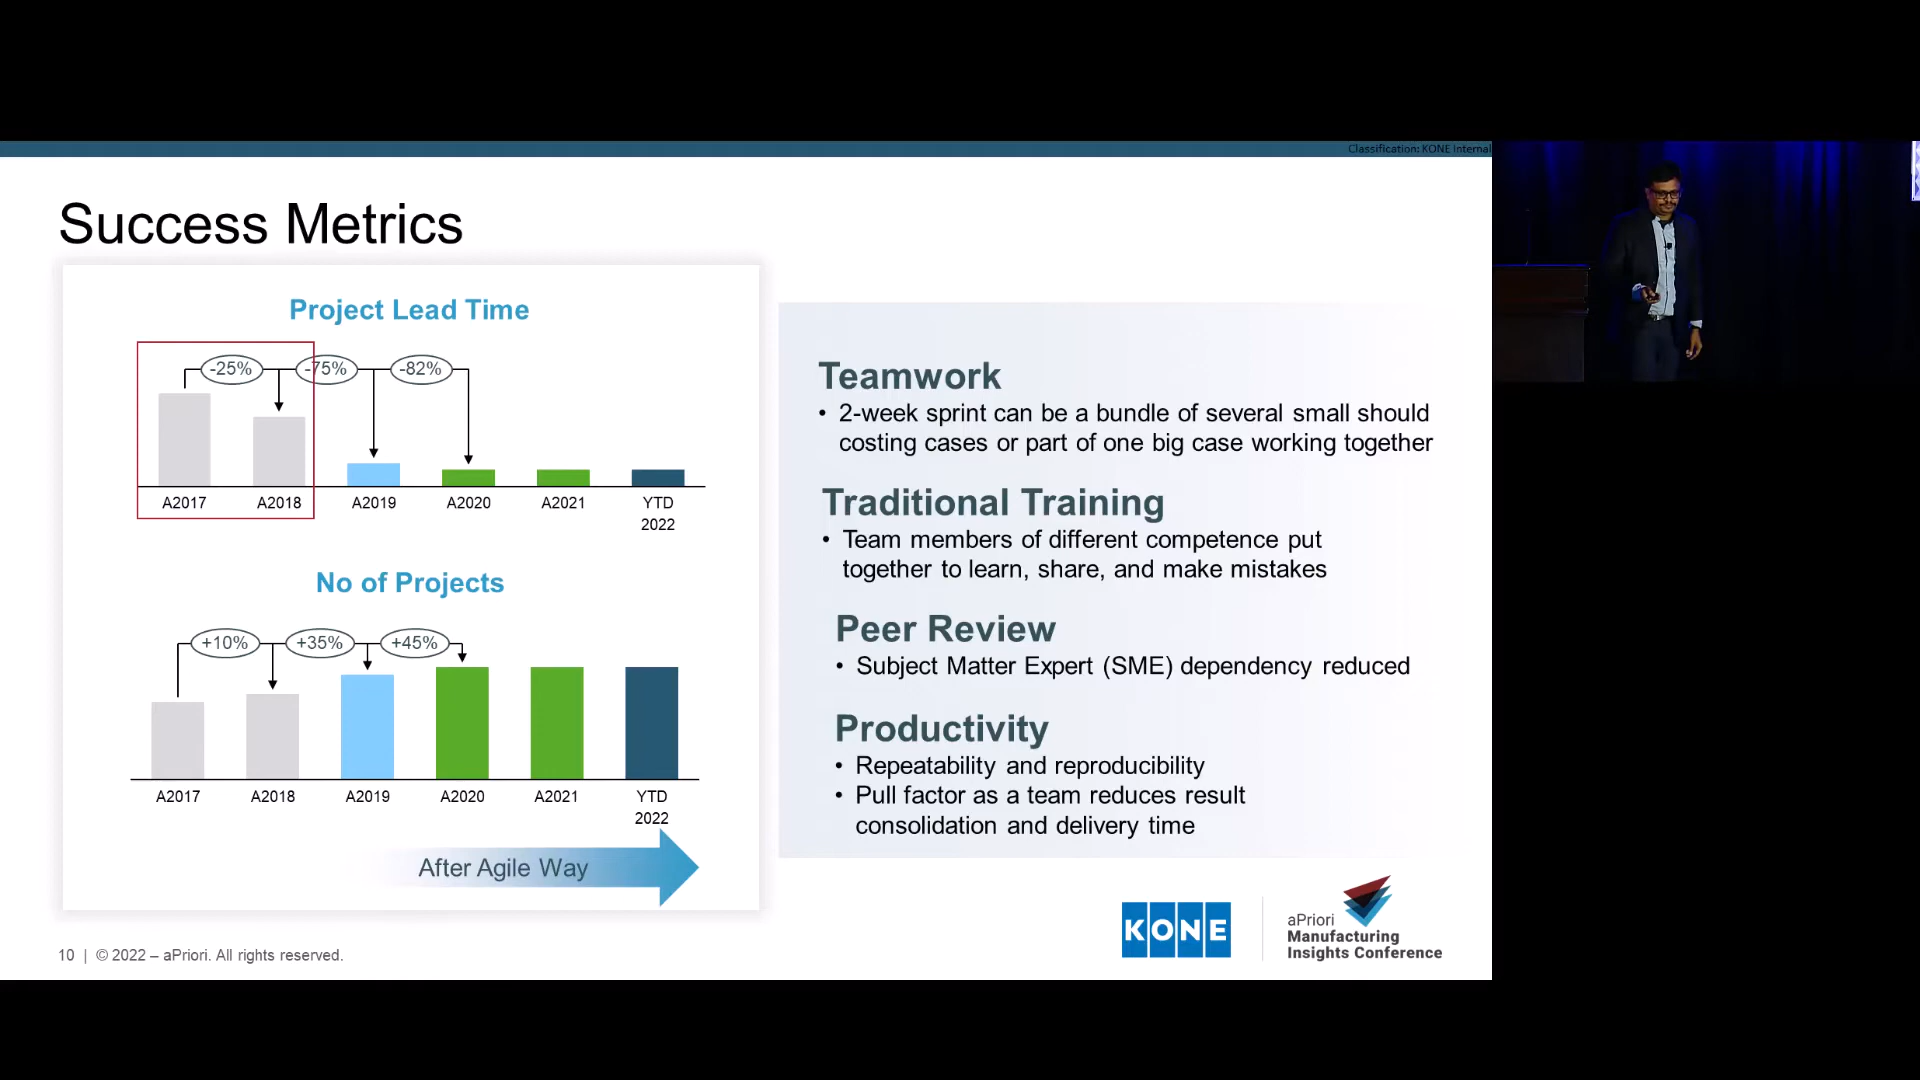 Classification: KONE Internal
Success Metrics
Project Lead Time
-25% -75% -82%
A2017 A2018 A2019 A2020 A2021 YTD
2022
No of Projects
+10% +35% +45%
A2017 A2018 A2019 A2020 A2021 YTD
2022
After Agile Way
Teamwork
• 2-week sprint can be a bundle of several small should
costing cases or part of one big case working together
Traditional Training
• Team members of different competence put
together to learn, share, and make mistakes
Peer Review
• Subject Matter Expert (SME) dependency reduced
Productivity
• Repeatability and reproducibility
• Pull factor as a team reduces result
consolidation and delivery time
KONE
aPriori
Manufacturing
Insights Conference
10 | © 2022 – aPriori. All rights reserved.